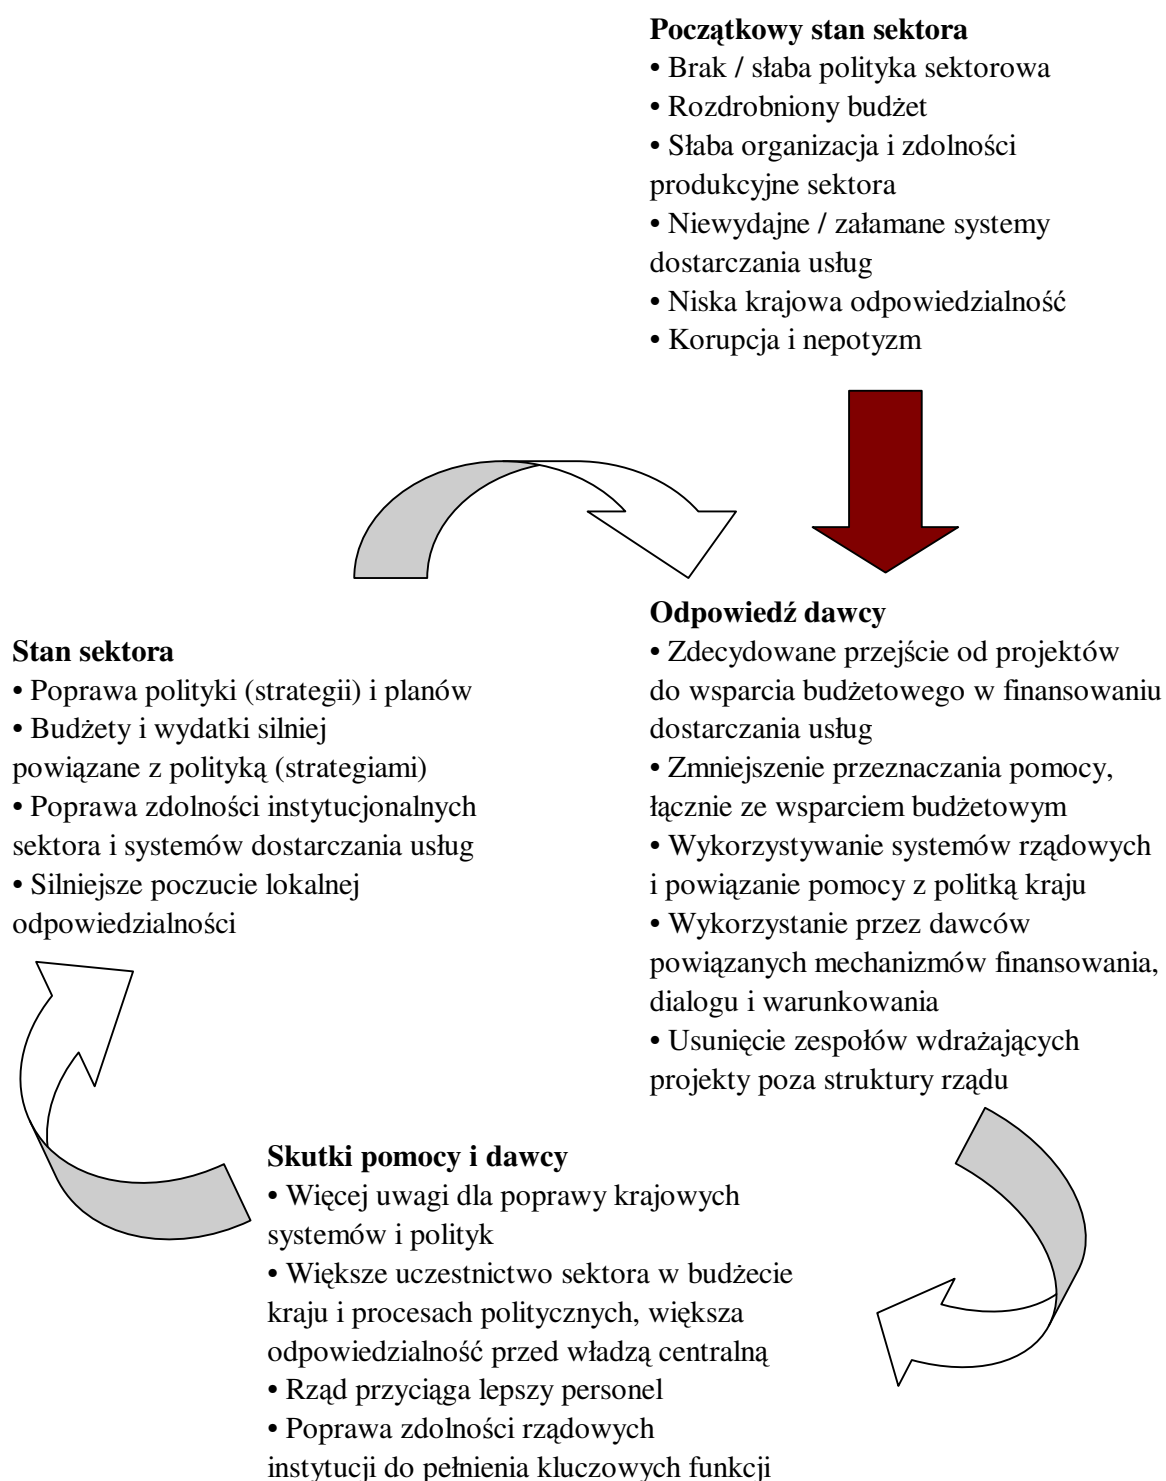 Początkowy stan sektora
• Brak / słaba polityka sektorowa
• Rozdrobniony budżet
• Słaba organizacja i zdolności
produkcyjne sektora
• Niewydajne / załamane systemy
dostarczania usług
• Niska krajowa odpowiedzialność
• Korupcja i nepotyzm
Odpowiedź dawcy
• Zdecydowane przejście od projektów
do wsparcia budżetowego w finansowaniu
dostarczania usług
• Zmniejszenie przeznaczania pomocy,
łącznie ze wsparciem budżetowym
• Wykorzystywanie systemów rządowych
i powiązanie pomocy z politką kraju
• Wykorzystanie przez dawców
powiązanych mechanizmów finansowania,
dialogu i warunkowania
• Usunięcie zespołów wdrażających
projekty poza struktury rządu
Skutki pomocy i dawcy
• Więcej uwagi dla poprawy krajowych
systemów i polityk
• Większe uczestnictwo sektora w budżecie
kraju i procesach politycznych, większa
odpowiedzialność przed władzą centralną
• Rząd przyciąga lepszy personel
• Poprawa zdolności rządowych
instytucji do pełnienia kluczowych funkcji
Stan sektora
• Poprawa polityki (strategii) i planów
• Budżety i wydatki silniej
powiązane z polityką (strategiami)
• Poprawa zdolności instytucjonalnych
sektora i systemów dostarczania usług
• Silniejsze poczucie lokalnej
odpowiedzialności